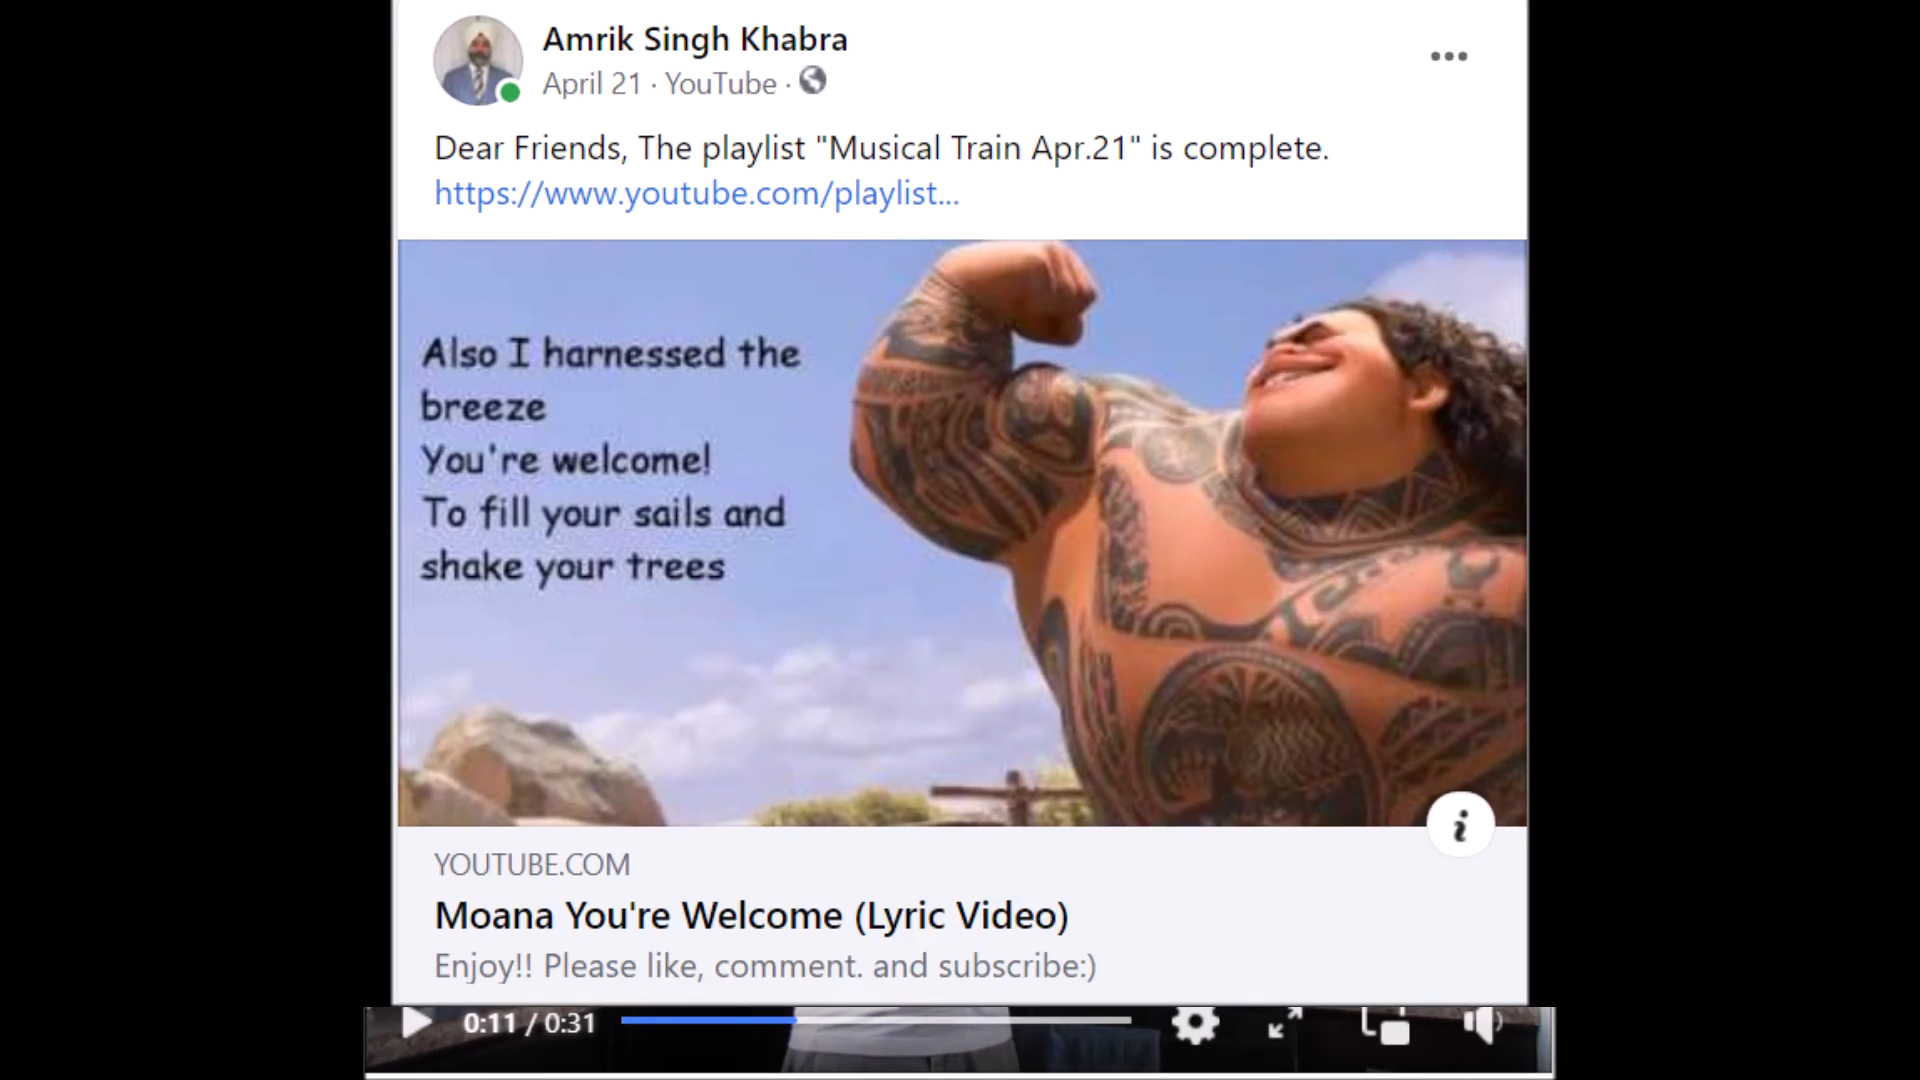 Amrik Singh Khabra
April 21 · YouTube ·
Dear Friends, The playlist "Musical Train Apr.21" is complete.
https://www.youtube.com/playlist...
Also I harnessed the
breeze
You're welcome!
To fill your sails and
shake your trees
i
YOUTUBE.COM
Moana You're Welcome (Lyric Video)
Enjoy!! Please like, comment. and subscribe:)
0:11 / 0:31